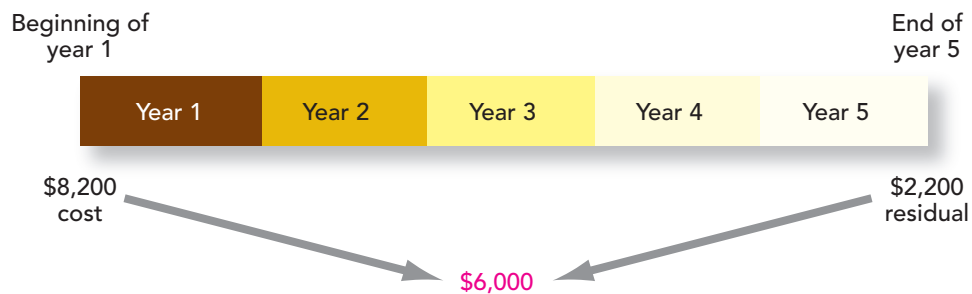 Beginning of
year 1
End of
year 5
Year 1
Year 2
Year 3
Year 4
Year 5
$8,200
cost
$2,200
residual
$6,000